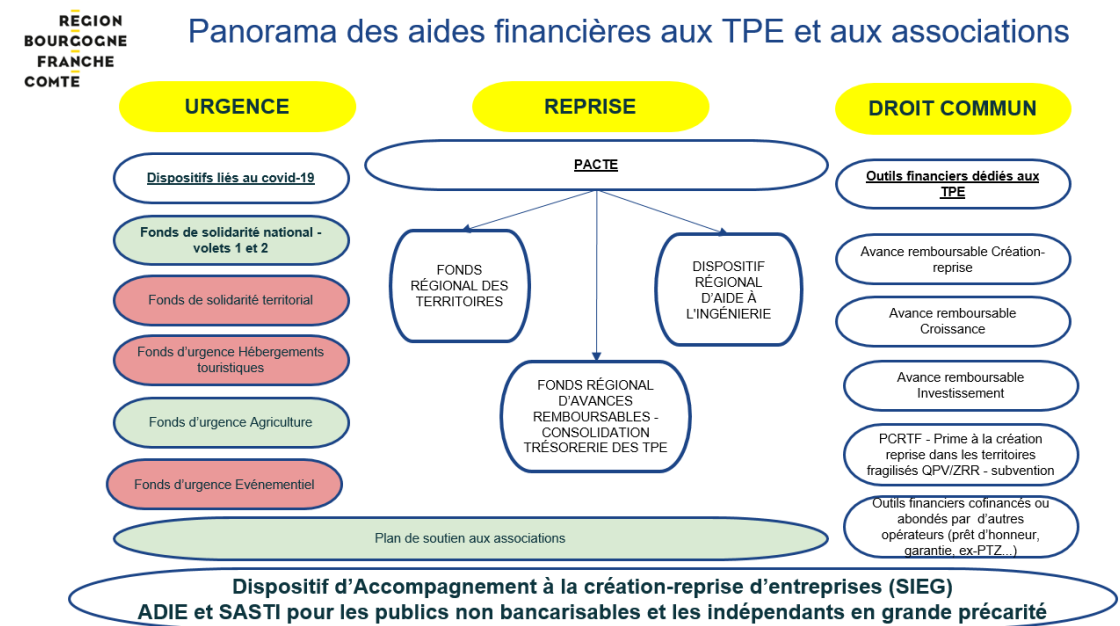 RÉGION
BOURGOGNE
FRANCHE
COMTÉ
Panorama des aides financières aux TPE et aux associations
URGENCE
Dispositifs liés au covid-19
Fonds de solidarité national -
volets 1 et 2
Fonds de solidarité territorial
Fonds d'urgence Hébergements
touristiques
Fonds d'urgence Agriculture
Fonds d'urgence Evénementiel
REPRISE
PACTE
FONDS
RÉGIONAL DES
TERRITOIRES
DISPOSITIF
RÉGIONAL
D'AIDE À
L'INGÉNIERIE
FONDS RÉGIONAL
D'AVANCES
REMBOURSABLES -
CONSOLIDATION
TRÉSORERIE DES TPE
Plan de soutien aux associations
DROIT COMMUN
Outils financiers dédiés aux
TPE
Avance remboursable Création-
reprise
Avance remboursable
Croissance
Avance remboursable
Investissement
PCRTF - Prime à la création
reprise dans les territoires
fragilisés QPV/ZRR - subvention
Outils financiers cofinancés ou
abondés par d'autres
opérateurs (prêt d'honneur,
garantie, ex-PTZ...)
Dispositif d'Accompagnement à la création-reprise d'entreprises (SIEG)
ADIE et SASTI pour les publics non bancarisables et les indépendants en grande précarité